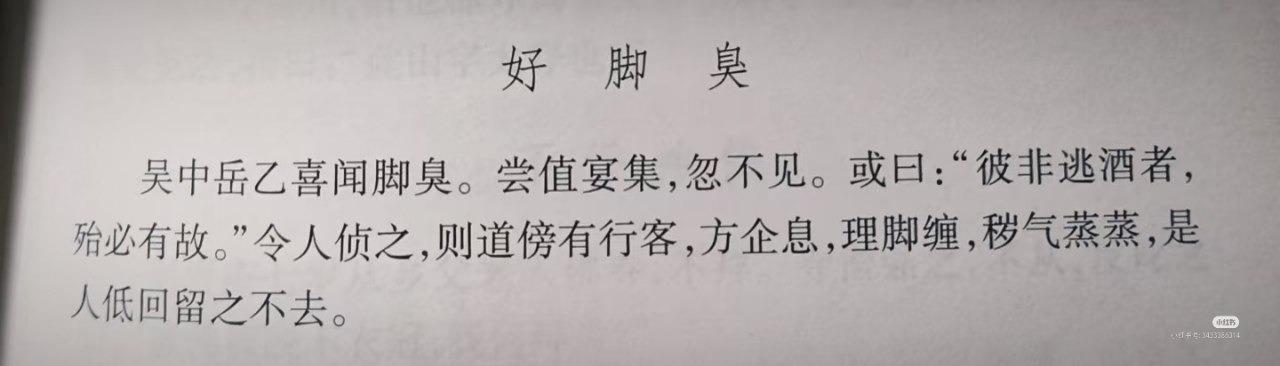 好脚臭
吴中岳乙喜闻脚臭。尝值宴集,忽不见。或曰:“彼非逃酒者,
殆必有故。”令人侦之,则道傍有行客,方企息,理脚缠,秽气蒸蒸,是
人低回留之不去。
小红书
小红书号: